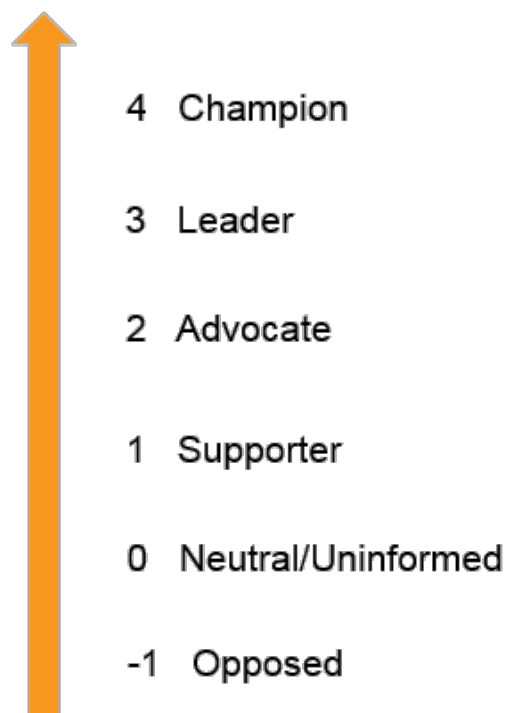 4 Champion
3 Leader
2 Advocate
1 Supporter
0 Neutral/Uninformed
-1 Opposed